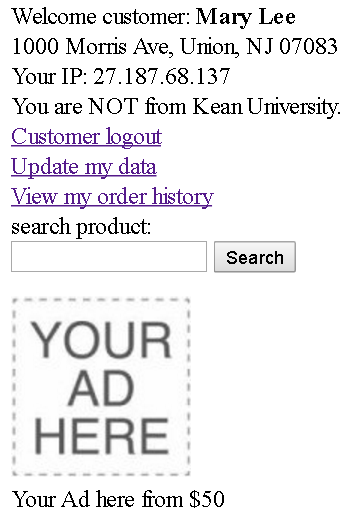 Welcome customer: Mary Lee
1000 Morris Ave, Union, NJ 07083
Your IP: 27.187.68.137
You are NOT from Kean University.
Customer logout
Update my data
View my order history
search product:
Search
YOUR
AD
HERE
Your Ad here from $50